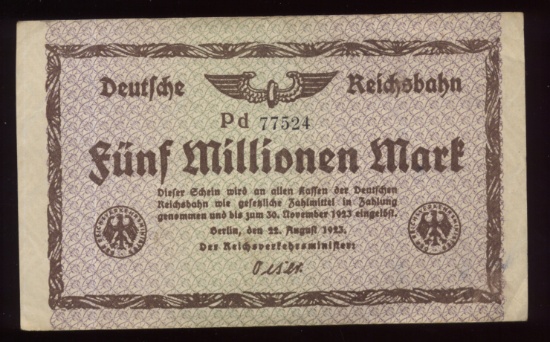 Deutsche Reichsbahn
Pd 77524
Fünf Millionen Mark
Dieser Schein wird an allen Kassen der Deutschen
Reichsbahn wie gesetzliche Zahlmittel in Zahlung
genommen und bis zum 30. November 1923 eingelöst.
Berlin, den 22. August 1923.
Der Reichsverkehrsminister:
Oeser